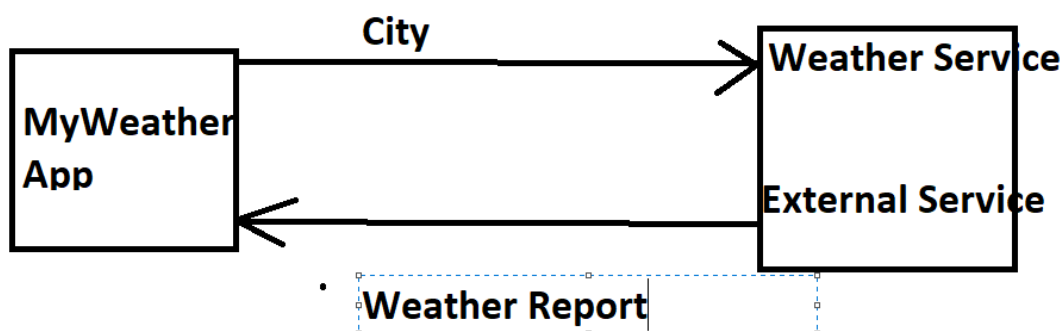 City
Weather Service
MyWeather
App
External Service
Weather Report